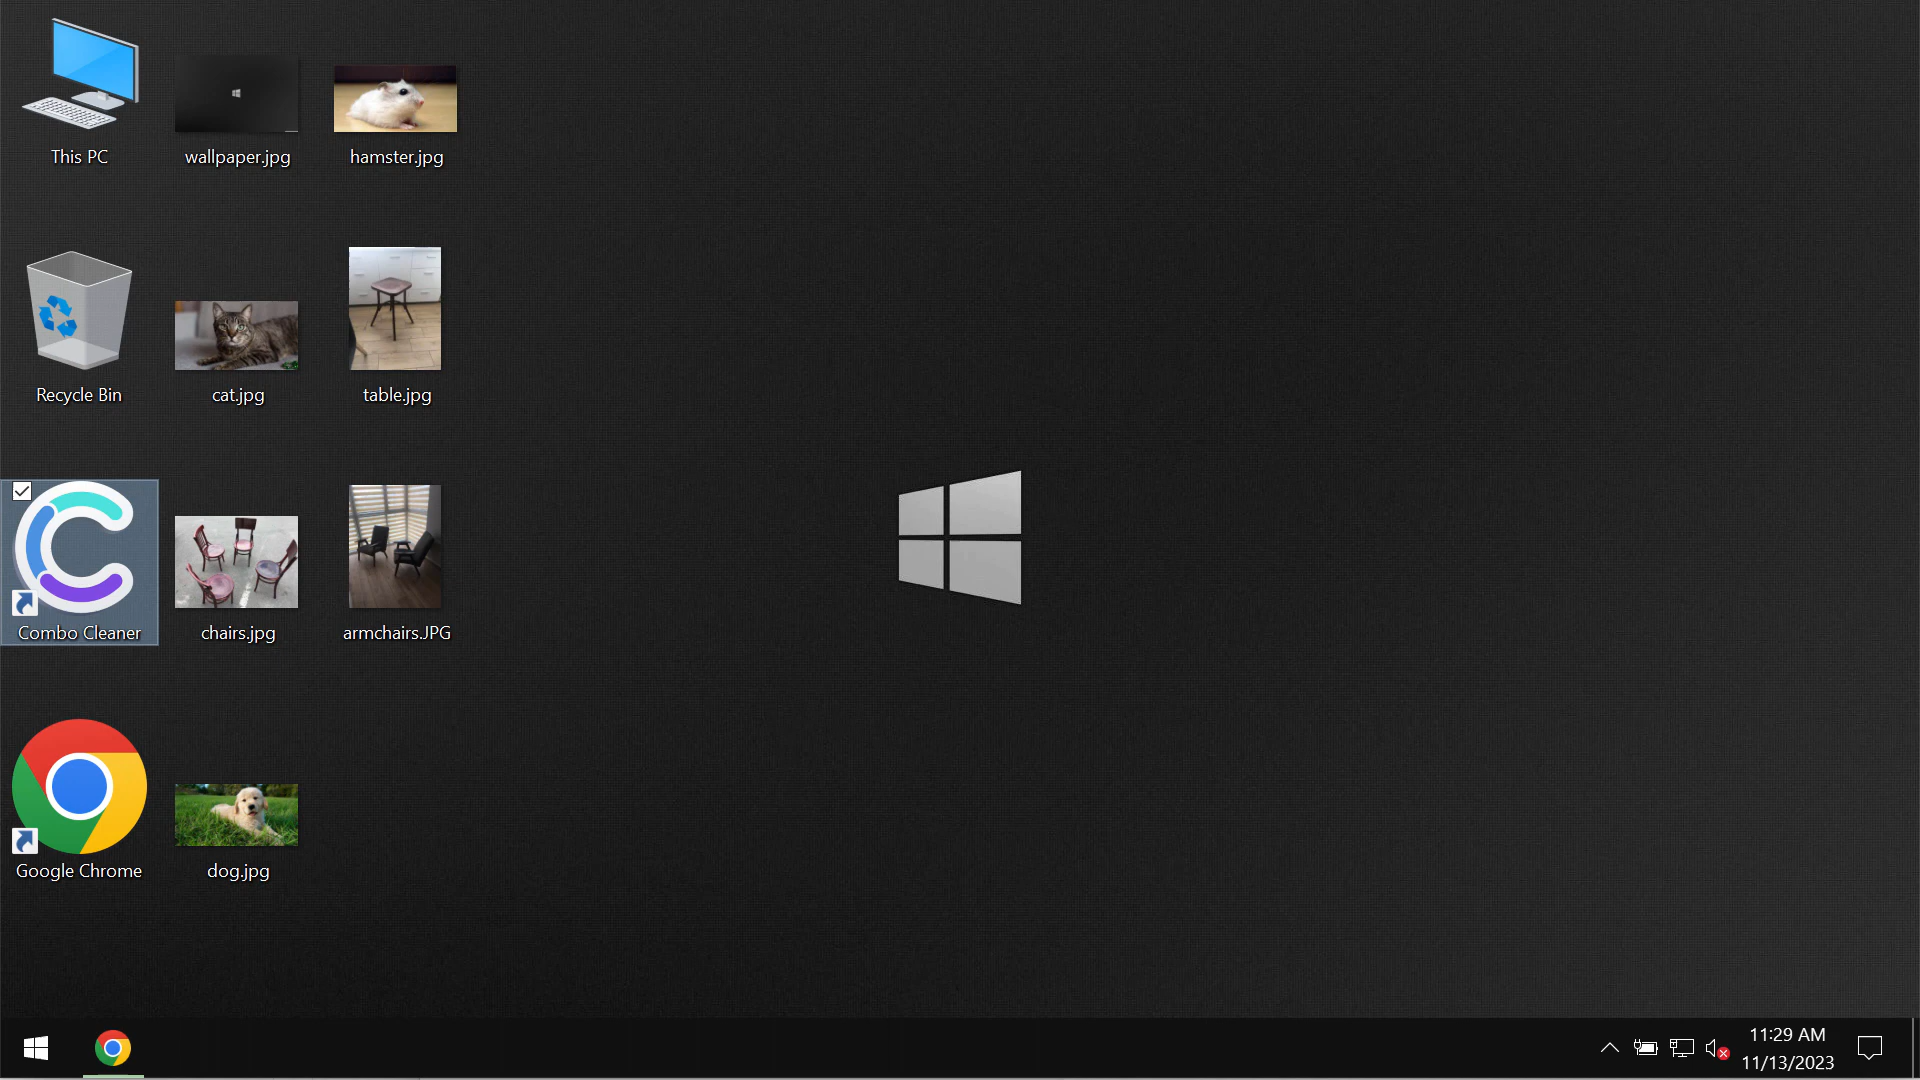 This PC
wallpaper.jpg
hamster.jpg
Recycle Bin
cat.jpg
table.jpg
Combo Cleaner
chairs.jpg
armchairs.JPG
Google Chrome
dog.jpg
11:29 AM
11/13/2023